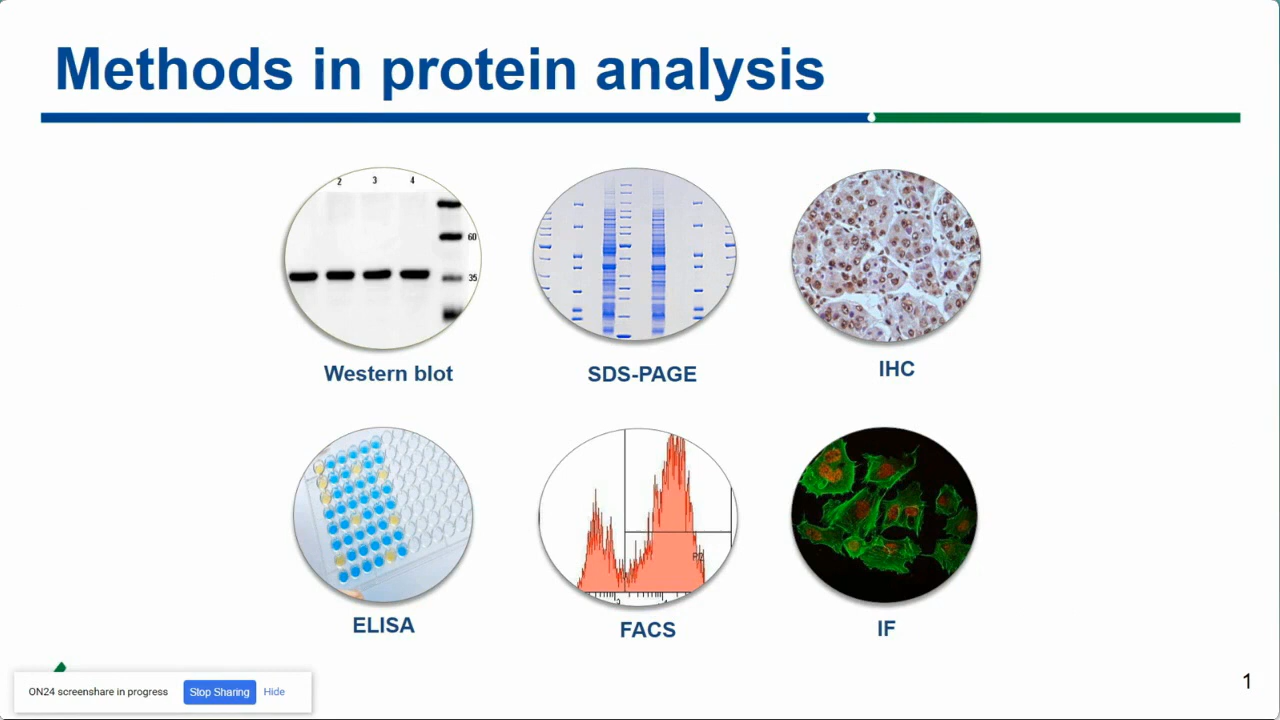 Methods in protein analysis
2 3 4
60
35
Western blot
SDS-PAGE
IHC
P2
ELISA
FACS
IF
ON24 screenshare in progress
Stop Sharing
Hide
1